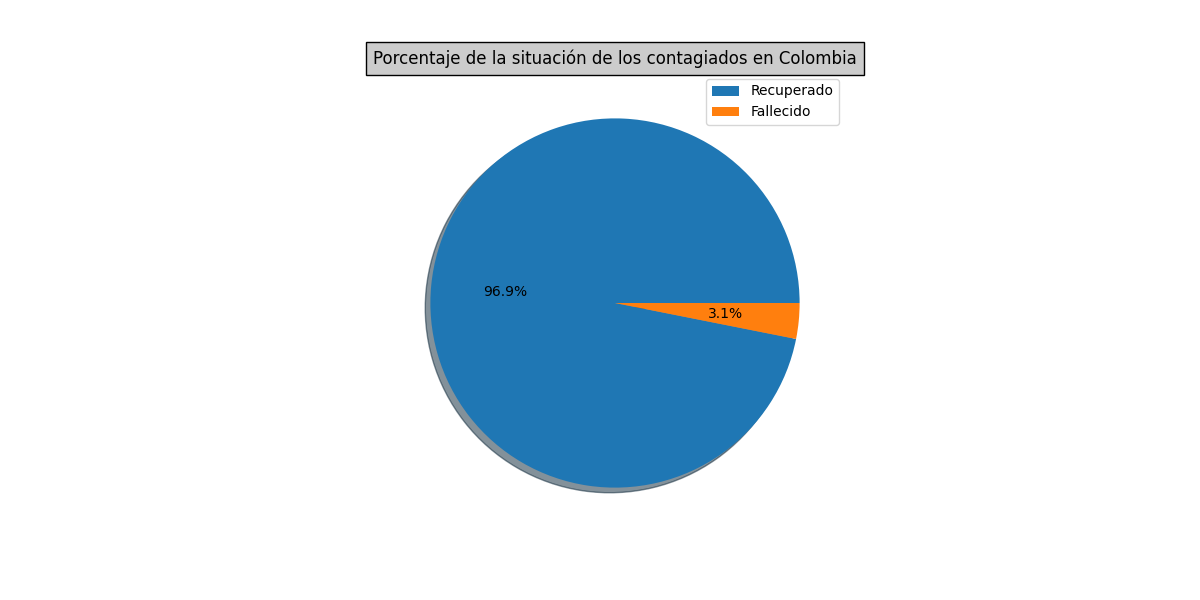 Porcentaje de la situación de los contagiados en Colombia
Recuperado
Fallecido
96.9%
3.1%